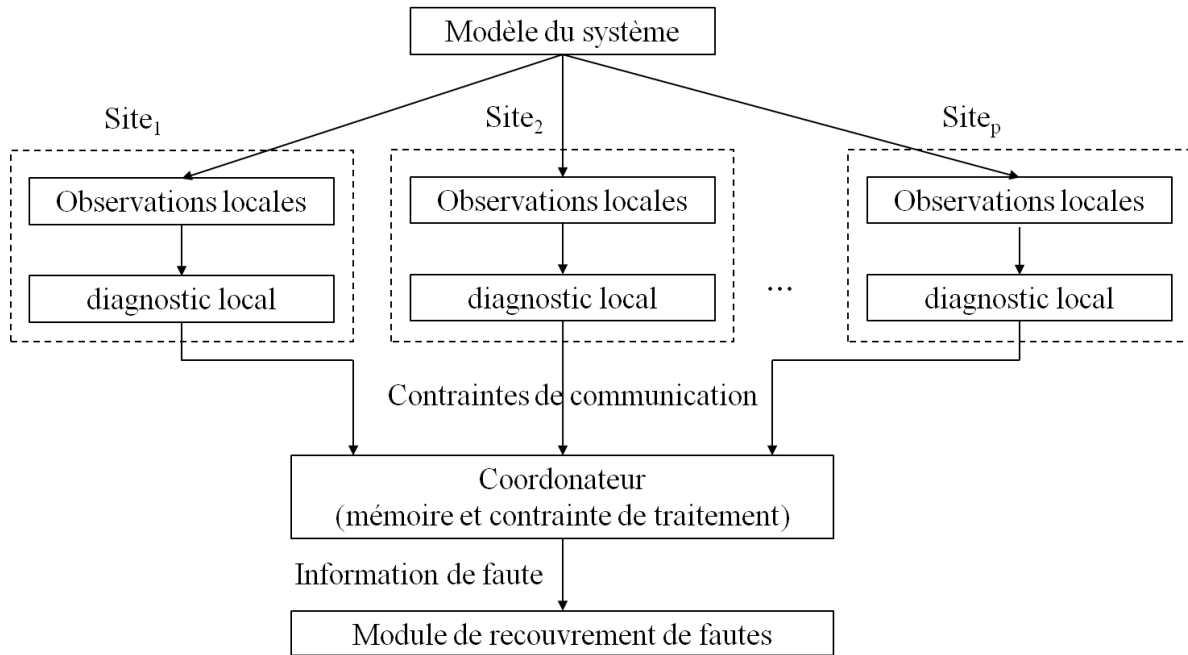 Modèle du système
Site₁
Site₂
Siteₚ
Observations locales
Observations locales
Observations locales
diagnostic local
diagnostic local
...
diagnostic local
Contraintes de communication
Coordonateur
(mémoire et contrainte de traitement)
Information de faute
Module de recouvrement de fautes